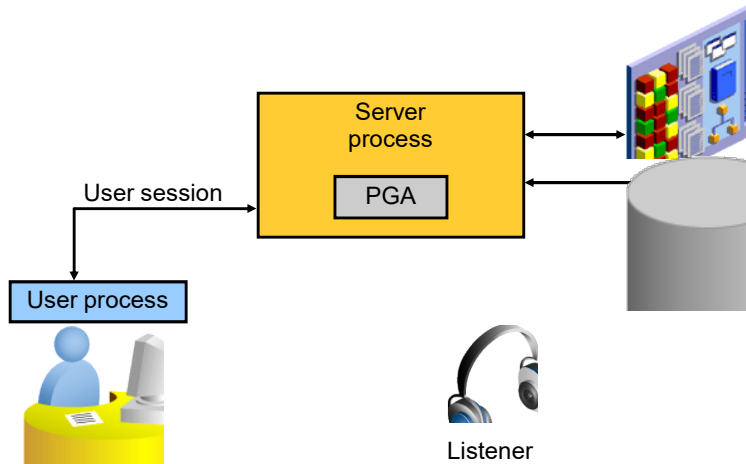 Server
process
PGA
User session
User process
Listener